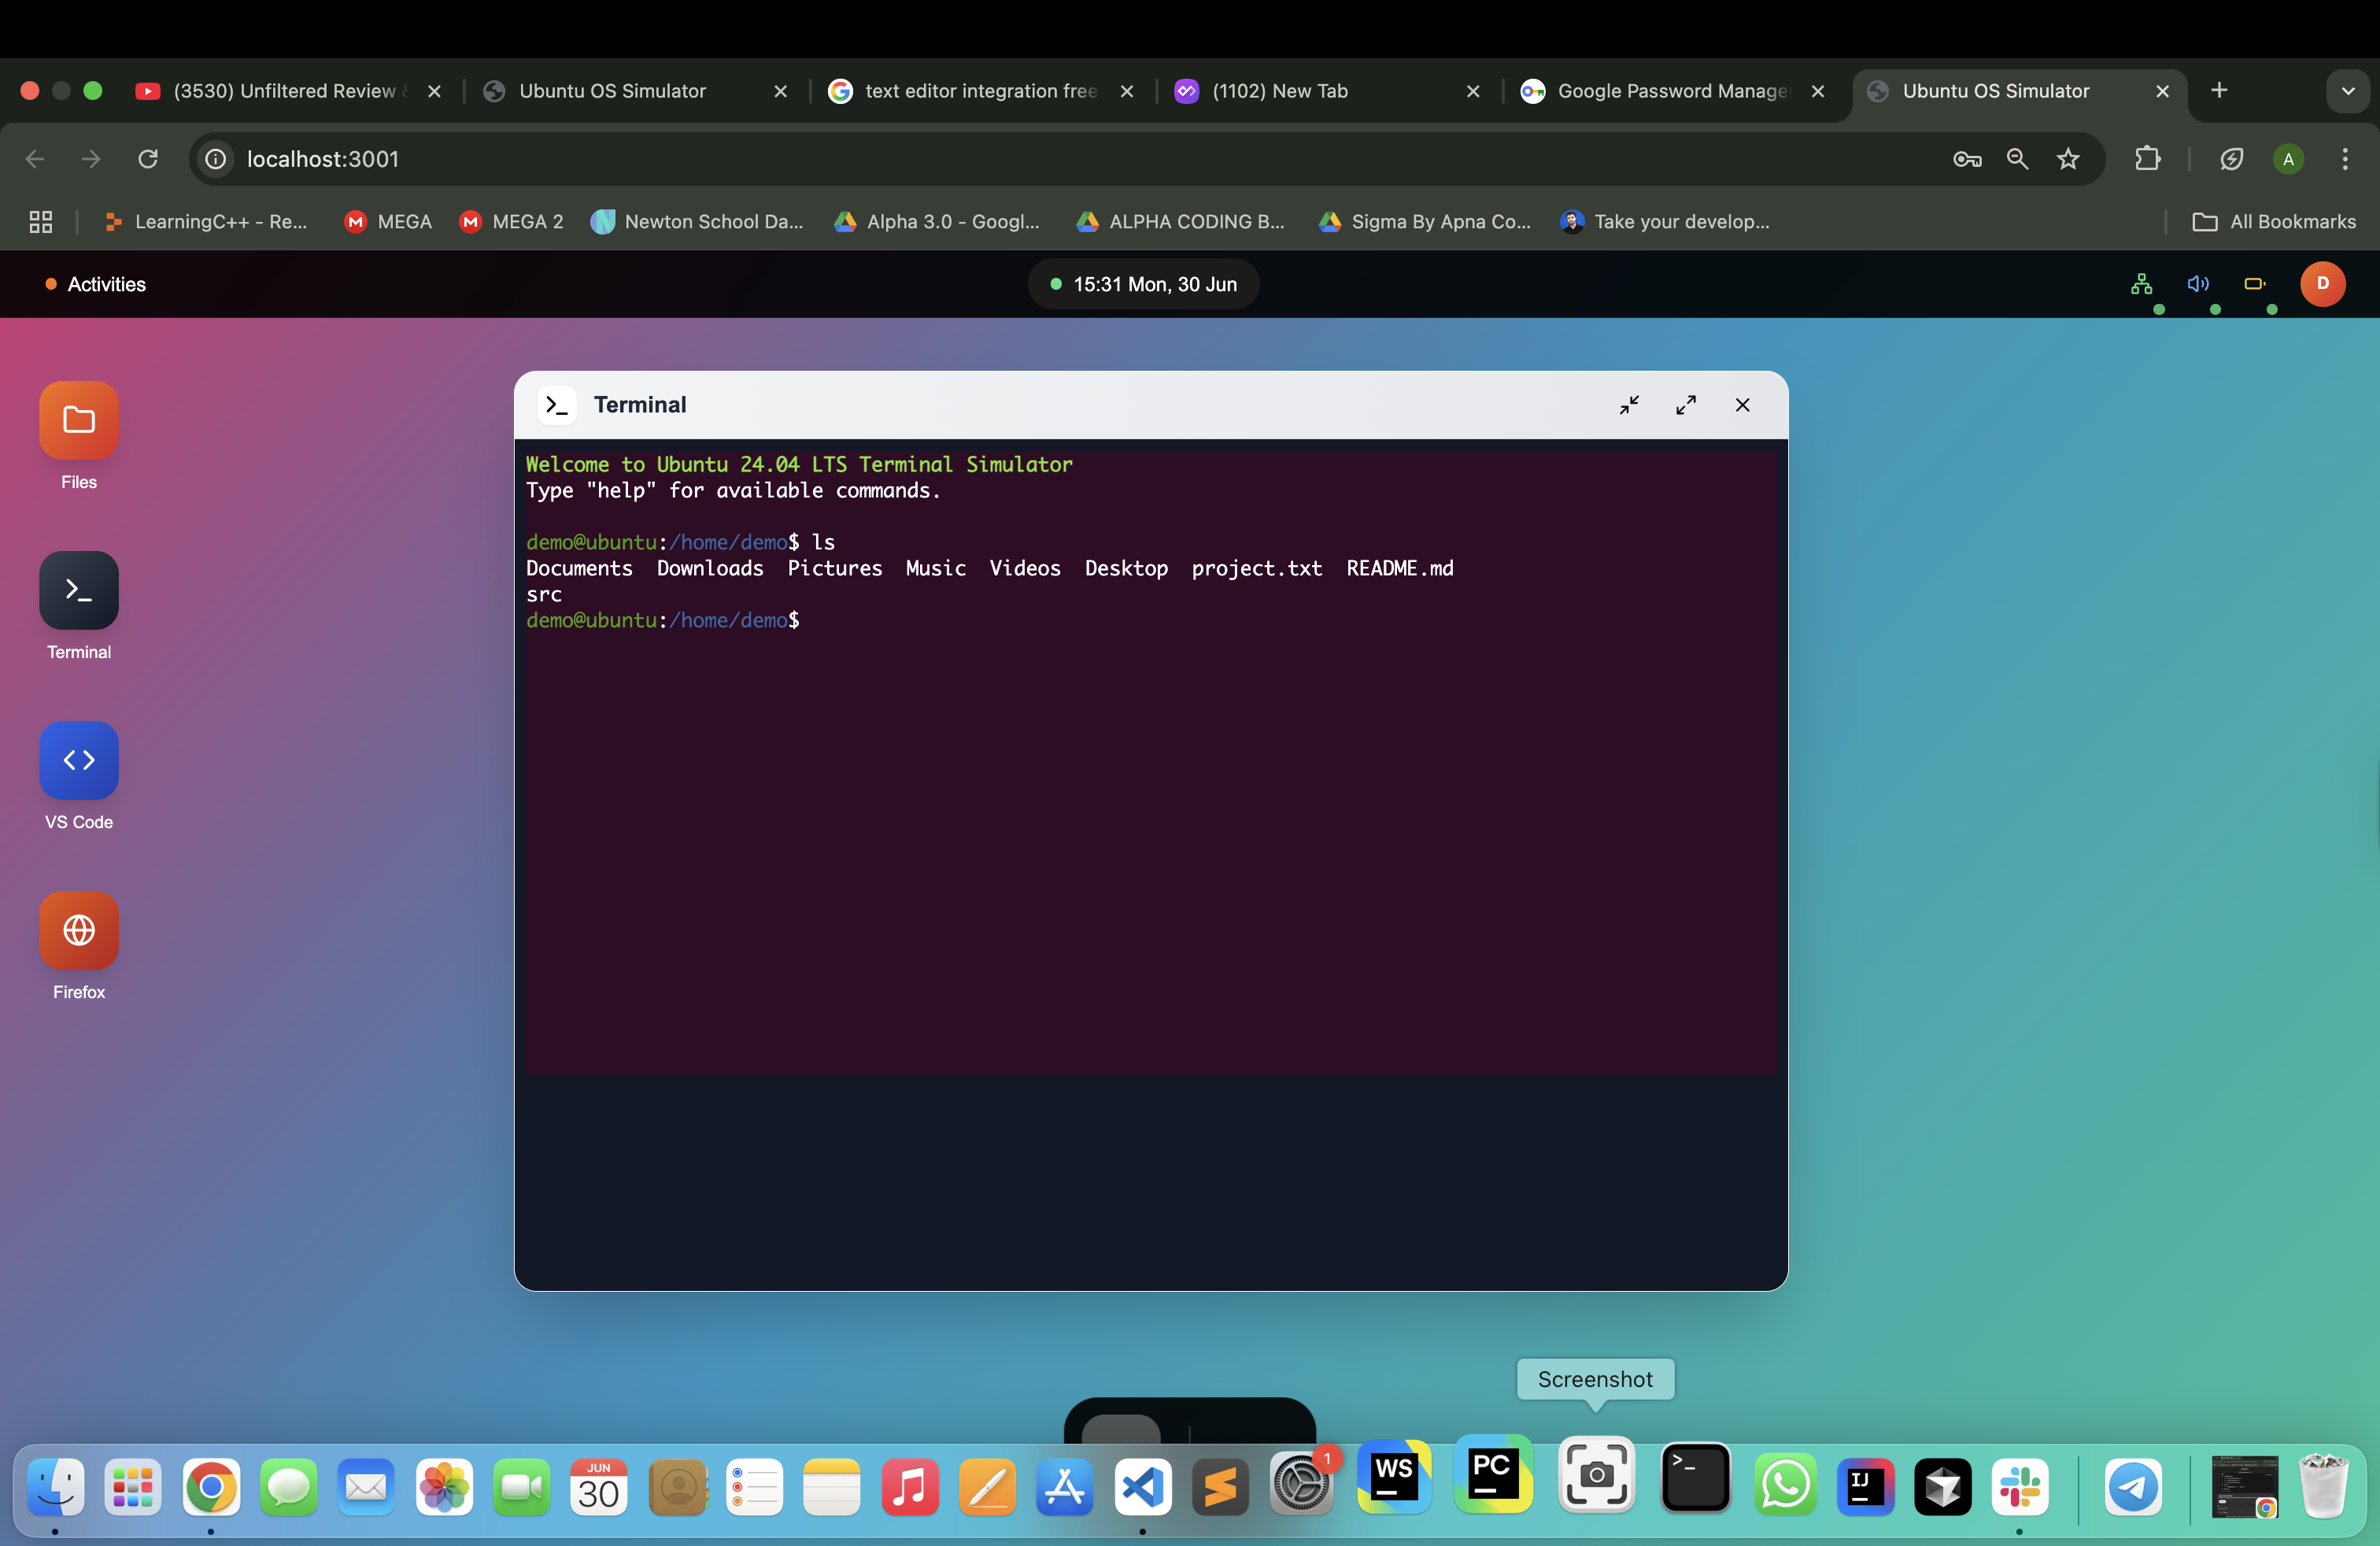 (3530) Unfiltered Review &
Ubuntu OS Simulator
text editor integration free
(1102) New Tab
Google Password Manage
Ubuntu OS Simulator
localhost:3001
A
LearningC++ - Re...
MEGA
MEGA 2
Newton School Da...
Alpha 3.0 - Googl...
ALPHA CODING B...
Sigma By Apna Co...
Take your develop...
All Bookmarks
Activities
15:31 Mon, 30 Jun
D
Files
Terminal
VS Code
Firefox
Terminal
Welcome to Ubuntu 24.04 LTS Terminal Simulator
Type "help" for available commands.
demo@ubuntu:/home/demo$ ls
Documents  Downloads  Pictures  Music  Videos  Desktop  project.txt  README.md
src
demo@ubuntu:/home/demo$
Screenshot
JUN
30
1
WS
PC
>_
IJ